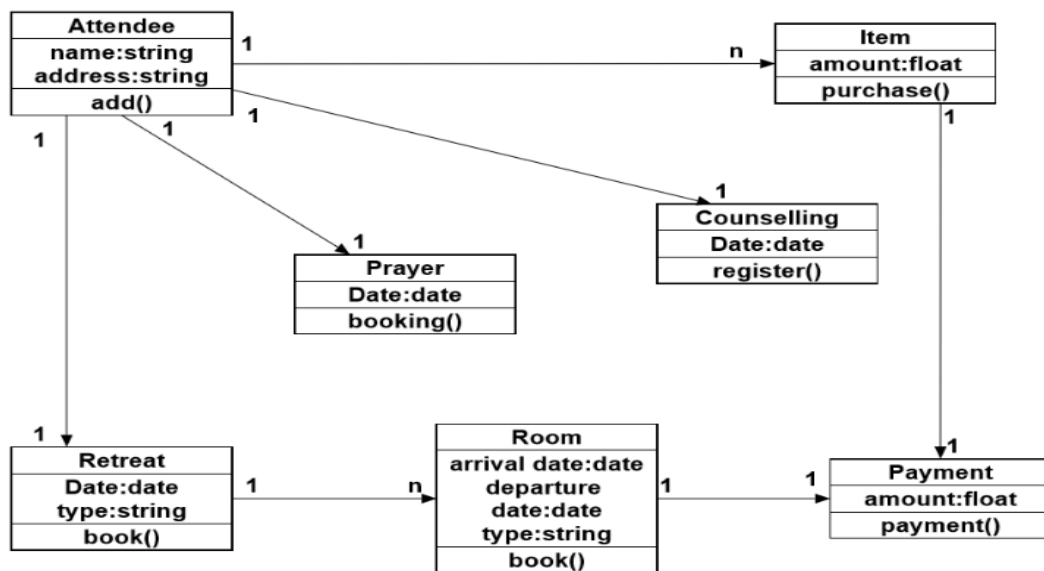 Attendee
name:string
address:string
add()
1
n
1
1
1
Item
amount:float
purchase()
1
1
Counselling
Date:date
register()
1
Prayer
Date:date
booking()
1
Retreat
Date:date
type:string
book()
1
n
Room
arrival date:date
departure
date:date
type:string
book()
1
1
1
Payment
amount:float
payment()